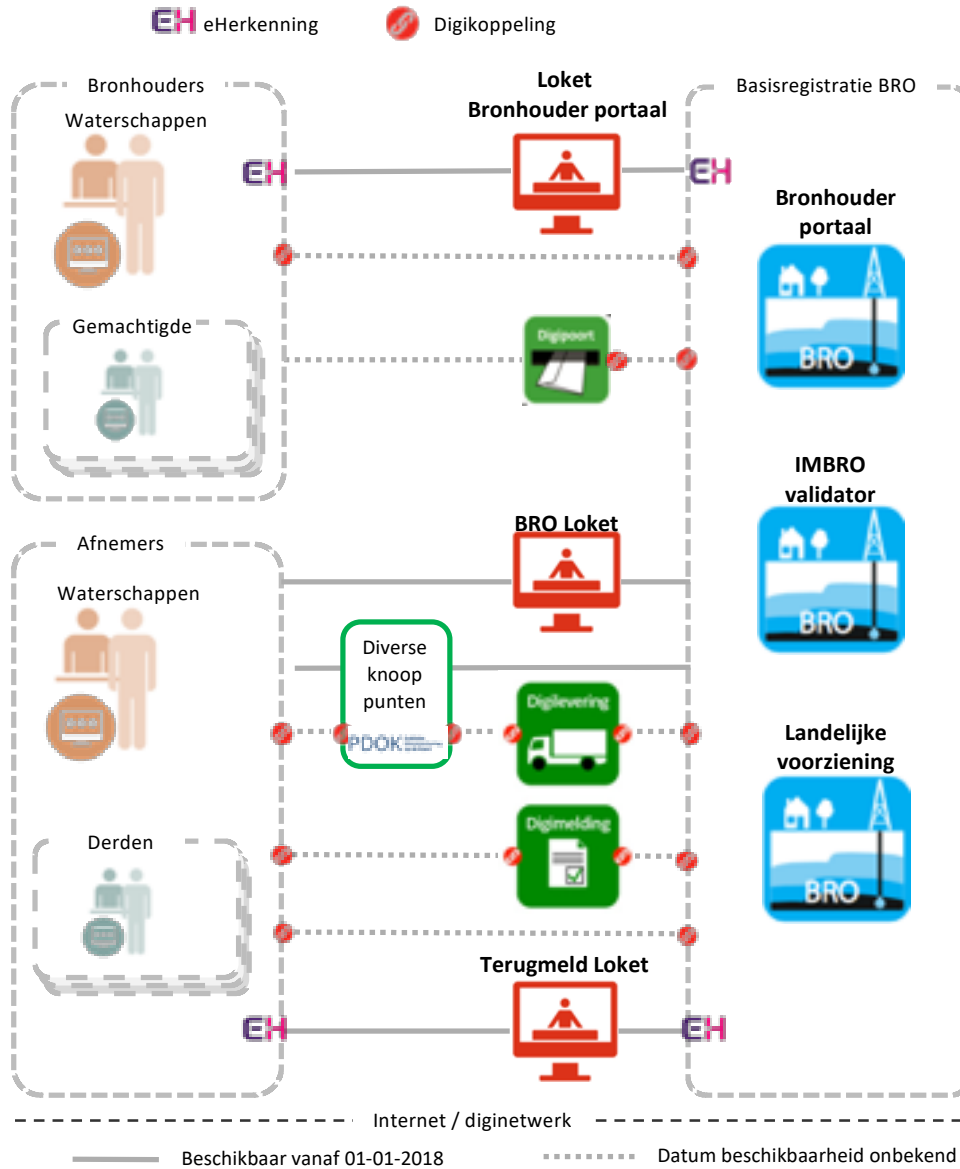 EH eHerkenning
Digikoppeling
Bronhouders
Waterschappen
EH
Gemachtigde
Loket
Bronhouder portaal
Digipoort
Basisregistratie BRO
EH
Bronhouder
portaal
BRO
IMBRO
validator
BRO
Landelijke
voorziening
BRO
Afnemers
Waterschappen
Derden
EH
BRO Loket
Diverse
knoop
punten
PDOK
Digilevering
Digimelding
Terugmeld Loket
EH
Internet / diginetwerk
Beschikbaar vanaf 01-01-2018
Datum beschikbaarheid onbekend